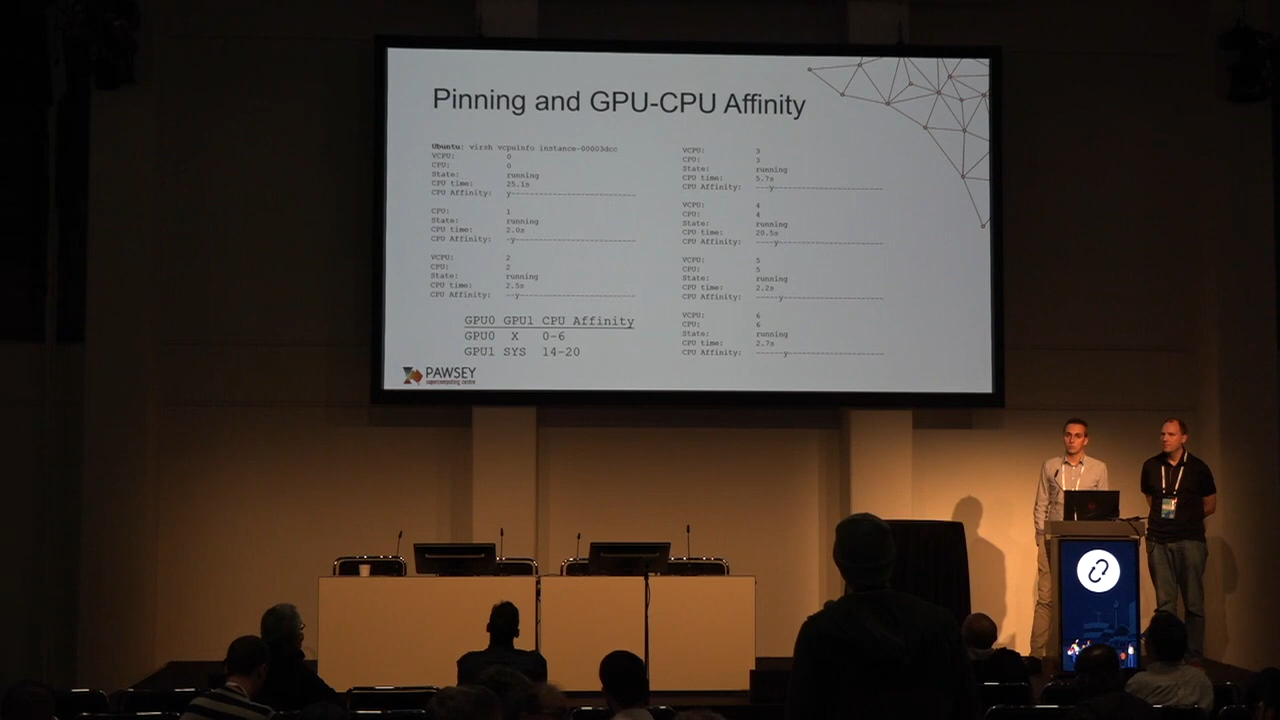 Pinning and GPU-CPU Affinity
Ubuntu: virsh vcpuinfo instance-00003dcc
VCPU: 0
CPU: 0
State: running
CPU time: 25.1s
CPU Affinity: y-------------------------------
CPU: 1
State: running
CPU time: 2.0s
CPU Affinity: -y------------------------------
VCPU: 2
CPU: 2
State: running
CPU time: 2.5s
CPU Affinity: --y-----------------------------
GPU0 GPU1 CPU Affinity
GPU0 X 0-6
GPU1 SYS 14-20
VCPU: 3
CPU: 3
State: running
CPU time: 5.7s
CPU Affinity: ---y----------------------------
VCPU: 4
CPU: 4
State: running
CPU time: 20.5s
CPU Affinity: ----y---------------------------
VCPU: 5
CPU: 5
State: running
CPU time: 2.2s
CPU Affinity: -----y--------------------------
VCPU: 6
CPU: 6
State: running
CPU time: 2.7s
CPU Affinity: ------y-------------------------
PAWSEY
supercomputing centre